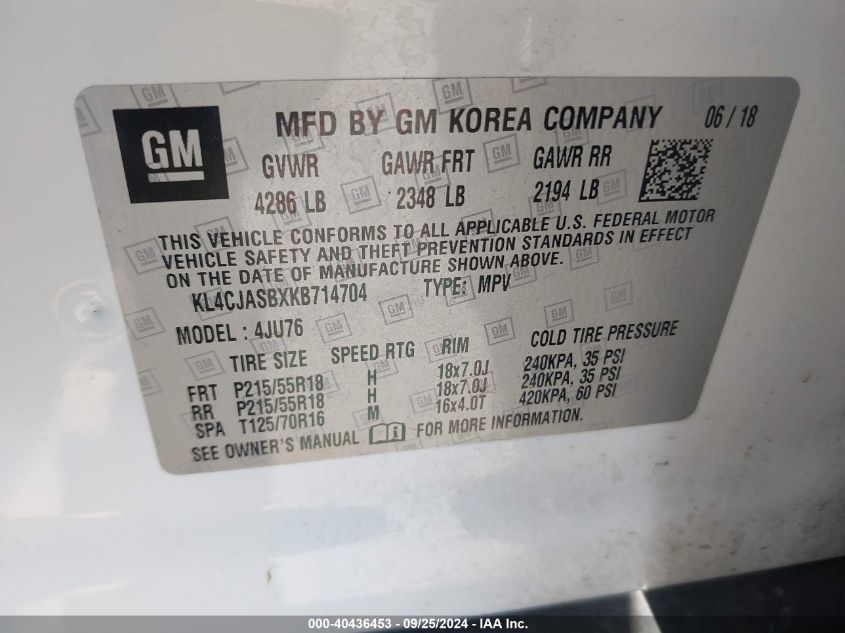 GM
MFD BY GM KOREA COMPANY 06 / 18
GVWR GAWR FRT GAWR RR
4286 LB 2348 LB 2194 LB
THIS VEHICLE CONFORMS TO ALL APPLICABLE U.S. FEDERAL MOTOR
VEHICLE SAFETY AND THEFT PREVENTION STANDARDS IN EFFECT
ON THE DATE OF MANUFACTURE SHOWN ABOVE.
KL4CJASBXKB714704 TYPE: MPV
MODEL : 4JU76
TIRE SIZE SPEED RTG RIM COLD TIRE PRESSURE
FRT P215/55R18 H 18x7.0J 240KPA, 35 PSI
RR P215/55R18 H 18x7.0J 240KPA, 35 PSI
SPA T125/70R16 M 16x4.0T 420KPA, 60 PSI
SEE OWNER'S MANUAL FOR MORE INFORMATION.
000-40436453 - 09/25/2024 - IAA Inc.